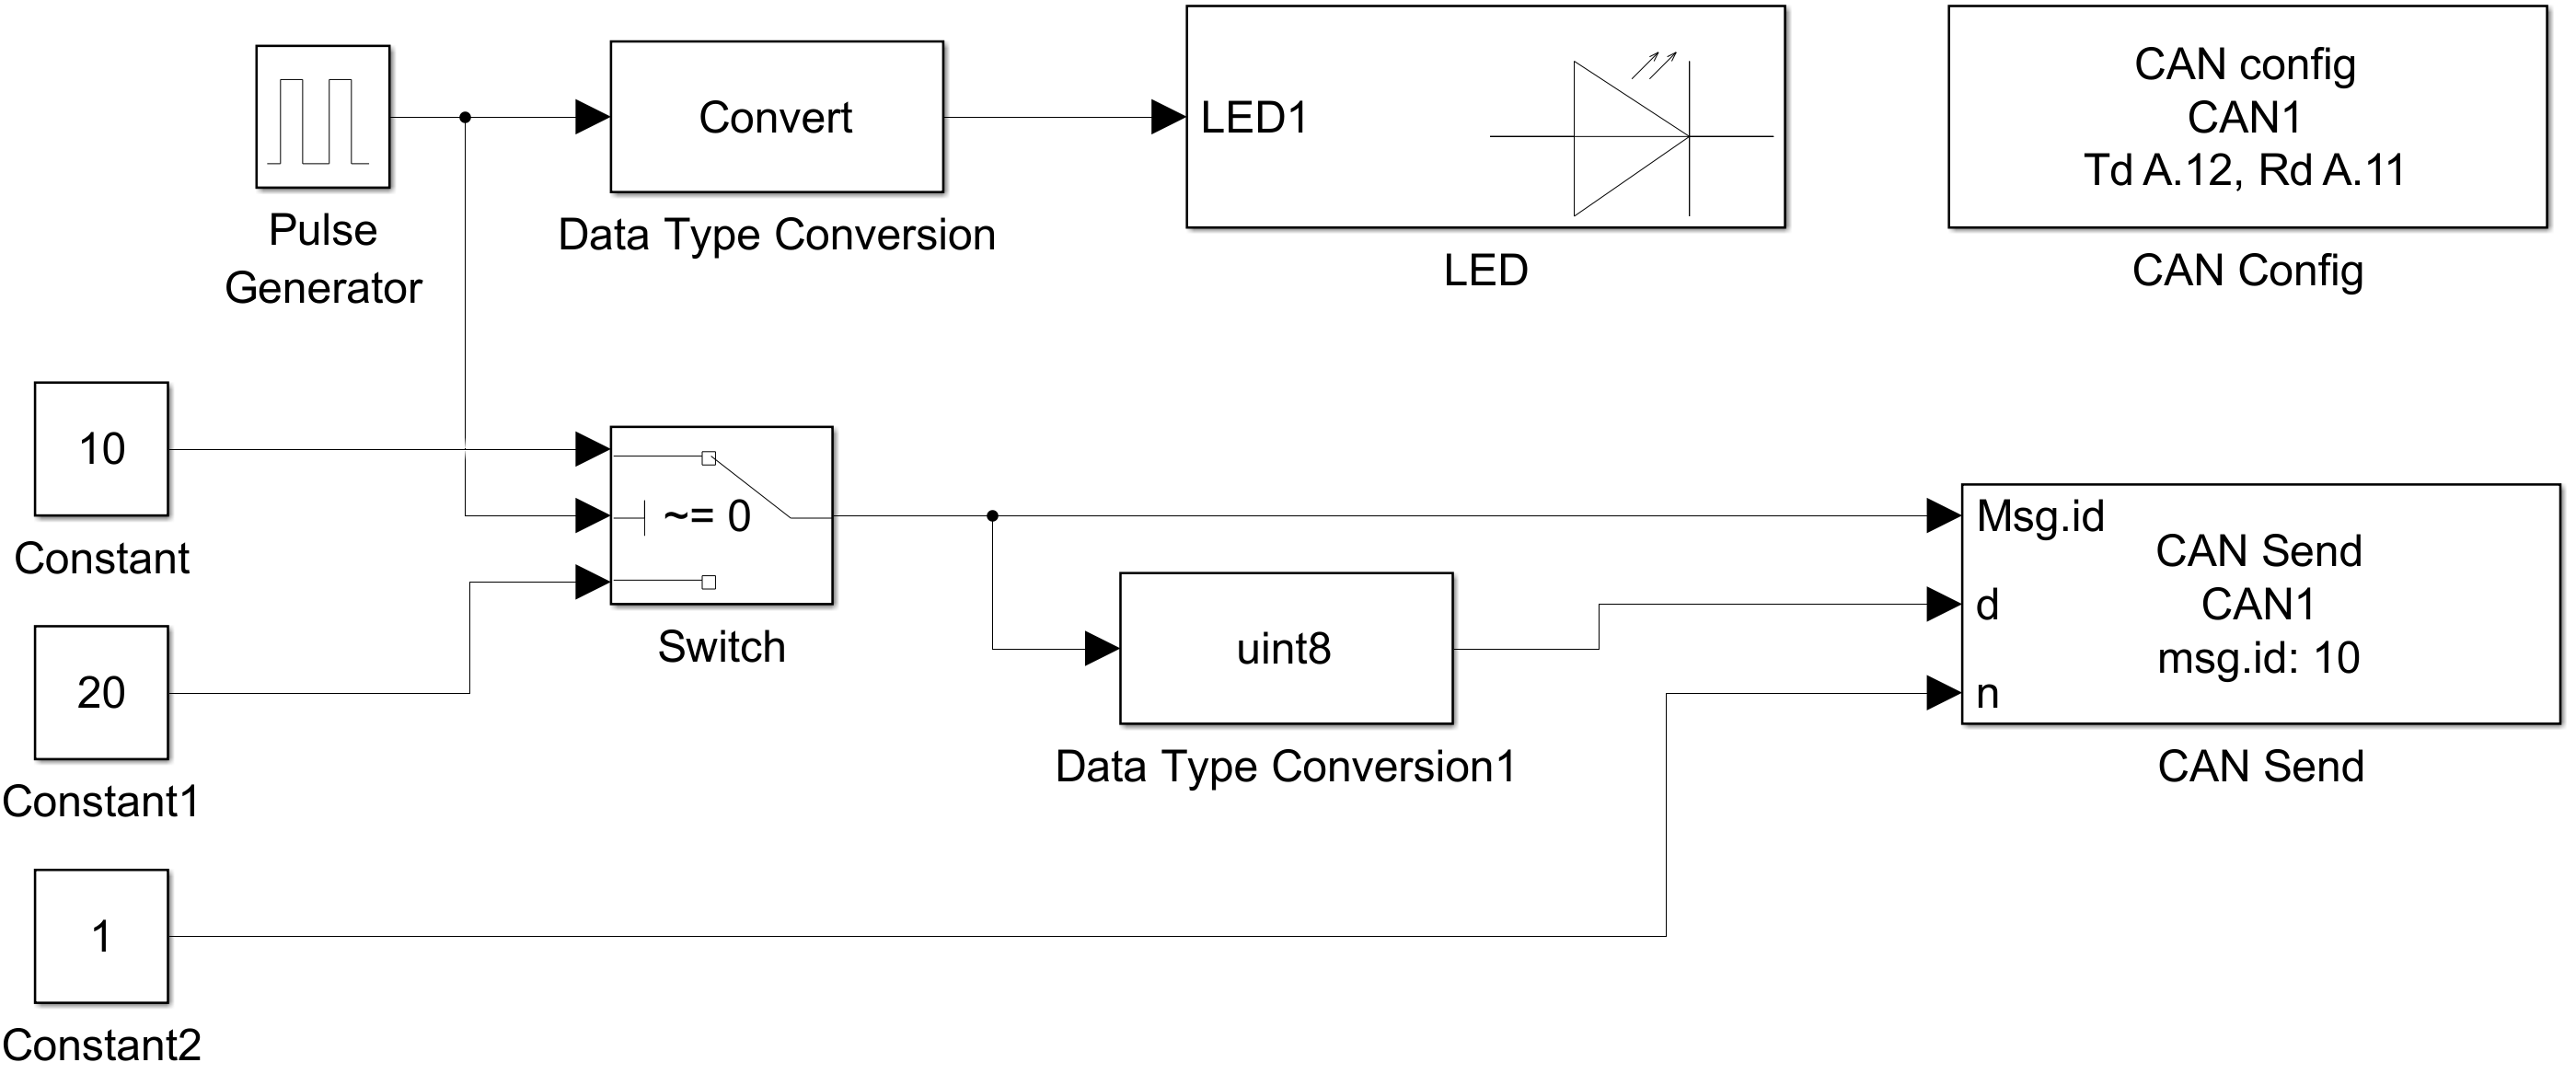 Convert
LED1
CAN config
CAN1
Td A.12, Rd A.11
Pulse
Generator
Data Type Conversion
LED
CAN Config
10
Constant
~= 0
Switch
20
Constant1
uint8
Data Type Conversion1
Msg.id
d
n
CAN Send
CAN1
msg.id: 10
CAN Send
1
Constant2